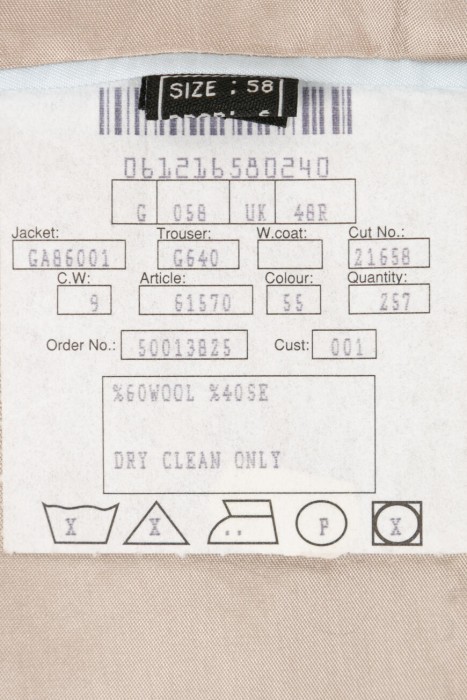 SIZE : 58
061216580240
G 058 UK 48R
Jacket: Trouser: W.coat: Cut No.:
GA86001 G640 21658
C.W: Article: Colour: Quantity:
9 61570 55 257
Order No.: 50013825 Cust: 001
%60WOOL %40SE
DRY CLEAN ONLY
X X P X